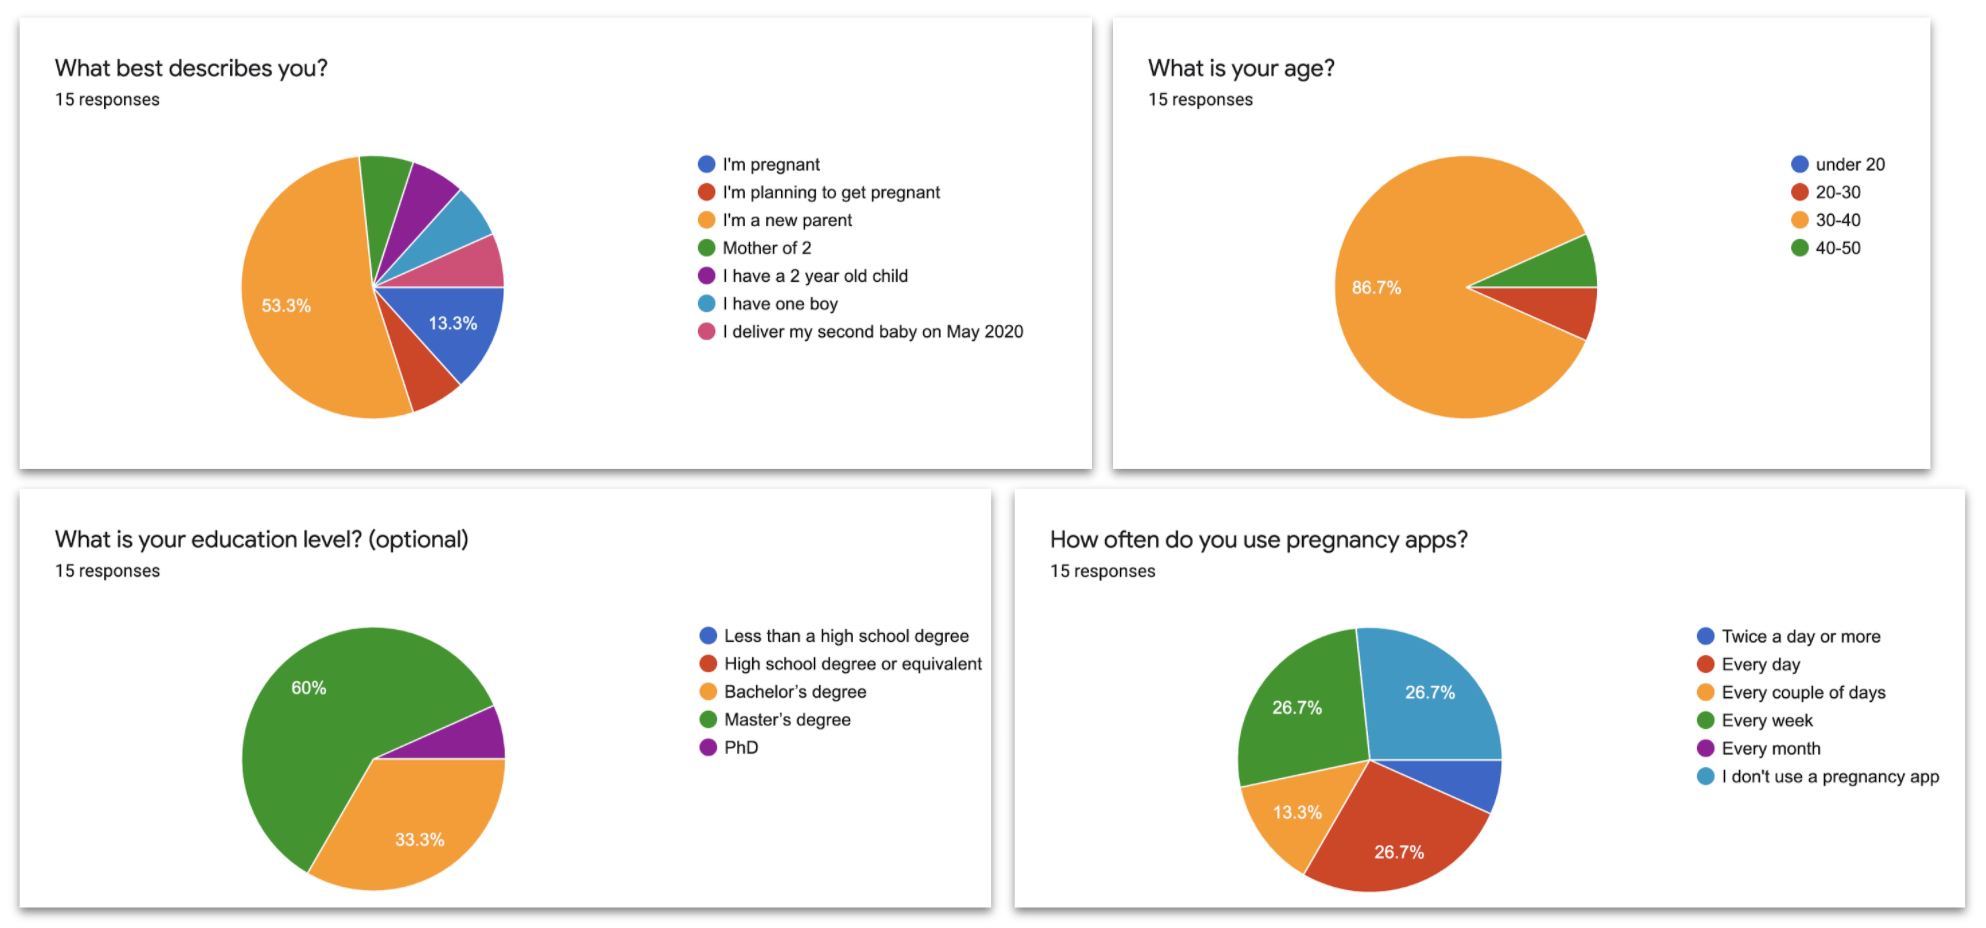 What best describes you?
15 responses
53.3%
13.3%
I'm pregnant
I'm planning to get pregnant
I'm a new parent
Mother of 2
I have a 2 year old child
I have one boy
I deliver my second baby on May 2020
What is your age?
15 responses
86.7%
under 20
20-30
30-40
40-50
What is your education level? (optional)
15 responses
60%
33.3%
Less than a high school degree
High school degree or equivalent
Bachelor’s degree
Master’s degree
PhD
How often do you use pregnancy apps?
15 responses
26.7%
26.7%
13.3%
26.7%
Twice a day or more
Every day
Every couple of days
Every week
Every month
I don't use a pregnancy app